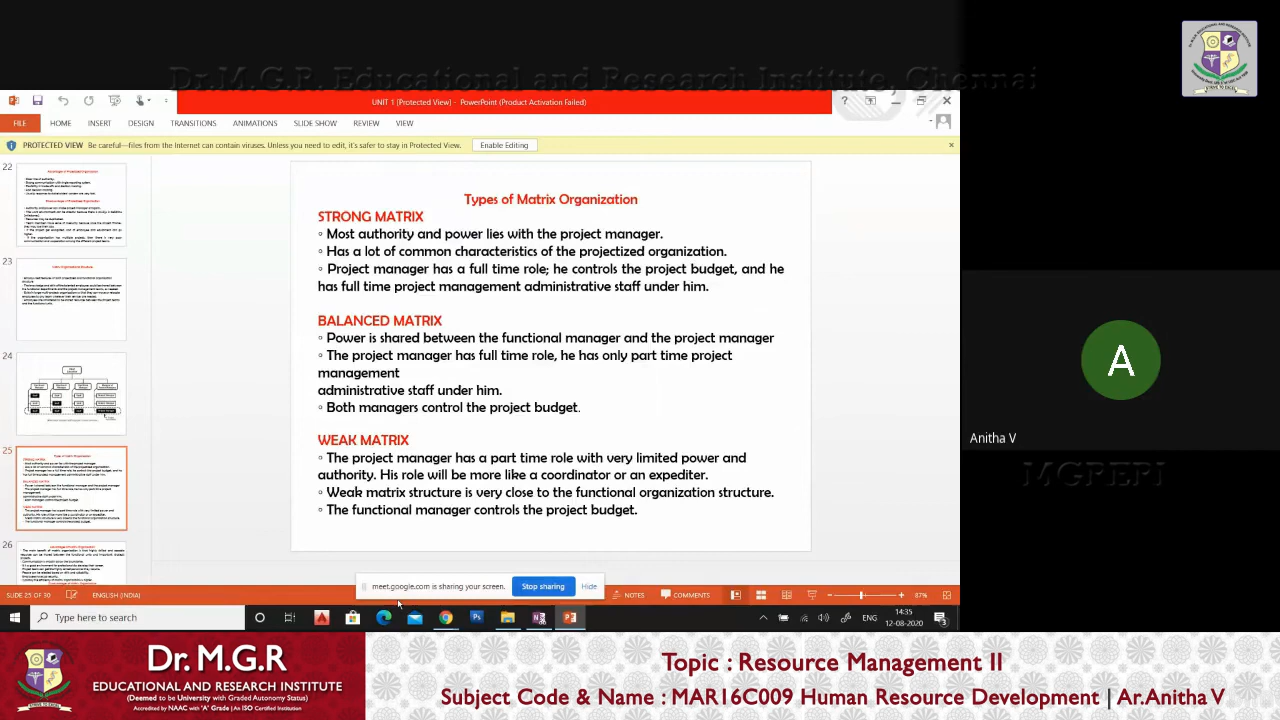 Dr.M.G.R. Educational and Research Institute, Chennai
UNIT 1 [Protected View] - PowerPoint (Product Activation Failed)
FILE HOME INSERT DESIGN TRANSITIONS ANIMATIONS SLIDE SHOW REVIEW VIEW
PROTECTED VIEW Be careful—files from the Internet can contain viruses. Unless you need to edit, it's safer to stay in Protected View. Enable Editing
22
23
24
25
26
Types of Matrix Organization
STRONG MATRIX
◦ Most authority and power lies with the project manager.
◦ Has a lot of common characteristics of the projectized organization.
◦ Project manager has a full time role; he controls the project budget, and he
has full time project management administrative staff under him.
BALANCED MATRIX
◦ Power is shared between the functional manager and the project manager
◦ The project manager has full time role, he has only part time project
management
administrative staff under him.
◦ Both managers control the project budget.
WEAK MATRIX
◦ The project manager has a part time role with very limited power and
authority. His role will be more like a coordinator or an expediter.
◦ Weak matrix structure is very close to the functional organization structure.
◦ The functional manager controls the project budget.
A
Anitha V
MGRERI
meet.google.com is sharing your screen. Stop sharing Hide
SLIDE 25 OF 30 ENGLISH (INDIA) NOTES COMMENTS 87%
Type here to search
ENG
14:35
12-08-2020
Dr. M.G.R
EDUCATIONAL AND RESEARCH INSTITUTE
(Deemed to be University with Graded Autonomy Status)
Accredited by NAAC with 'A' Grade | An ISO Certified Institution
Topic : Resource Management II
Subject Code & Name : MAR16C009 Human Resource Development | Ar.Anitha V